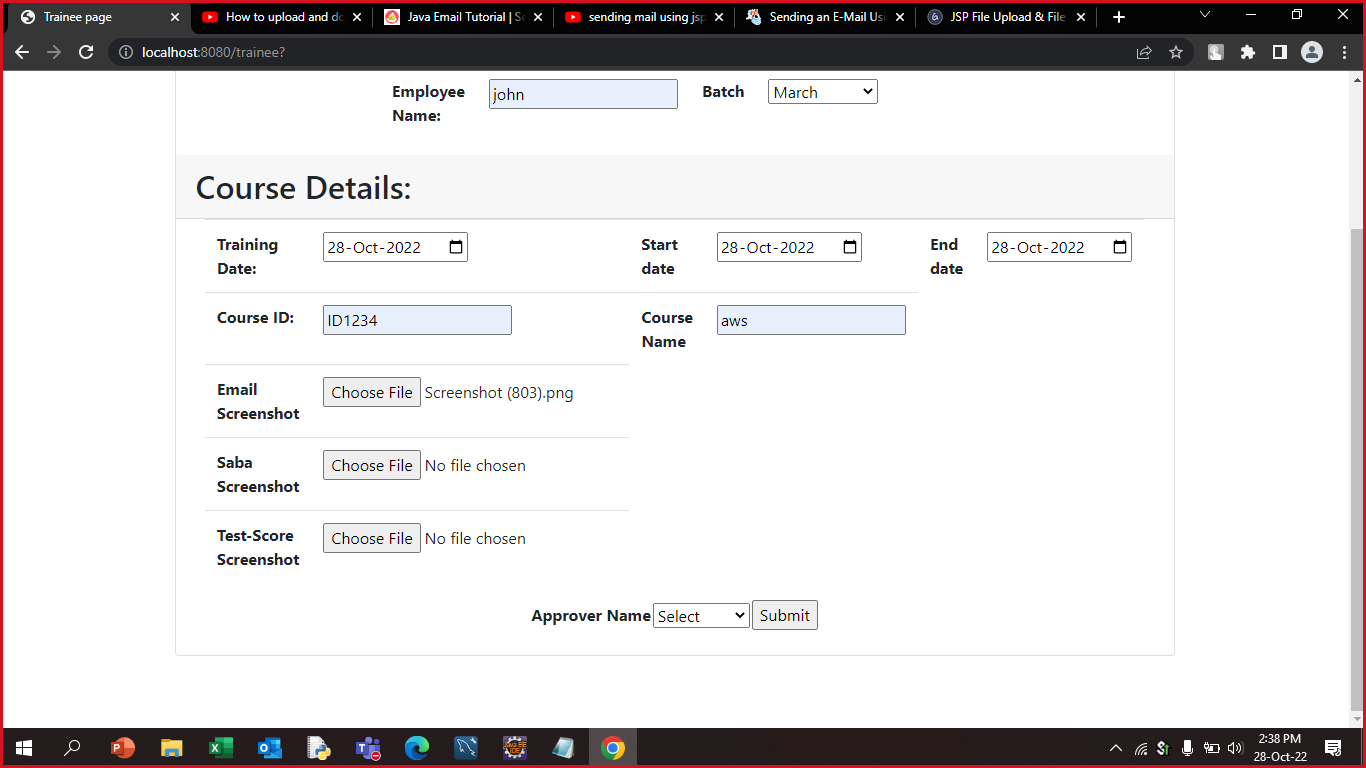 Trainee page
How to upload and do
Java Email Tutorial | Se
sending mail using jsp
Sending an E-Mail Usi
JSP File Upload & File
localhost:8080/trainee?
Employee Name:
john
Batch
March
Course Details:
Training Date:
28-Oct-2022
Start date
28-Oct-2022
End date
28-Oct-2022
Course ID:
ID1234
Course Name
aws
Email Screenshot
Choose File Screenshot (803).png
Saba Screenshot
Choose File No file chosen
Test-Score Screenshot
Choose File No file chosen
Approver Name Select Submit
2:38 PM
28-Oct-22